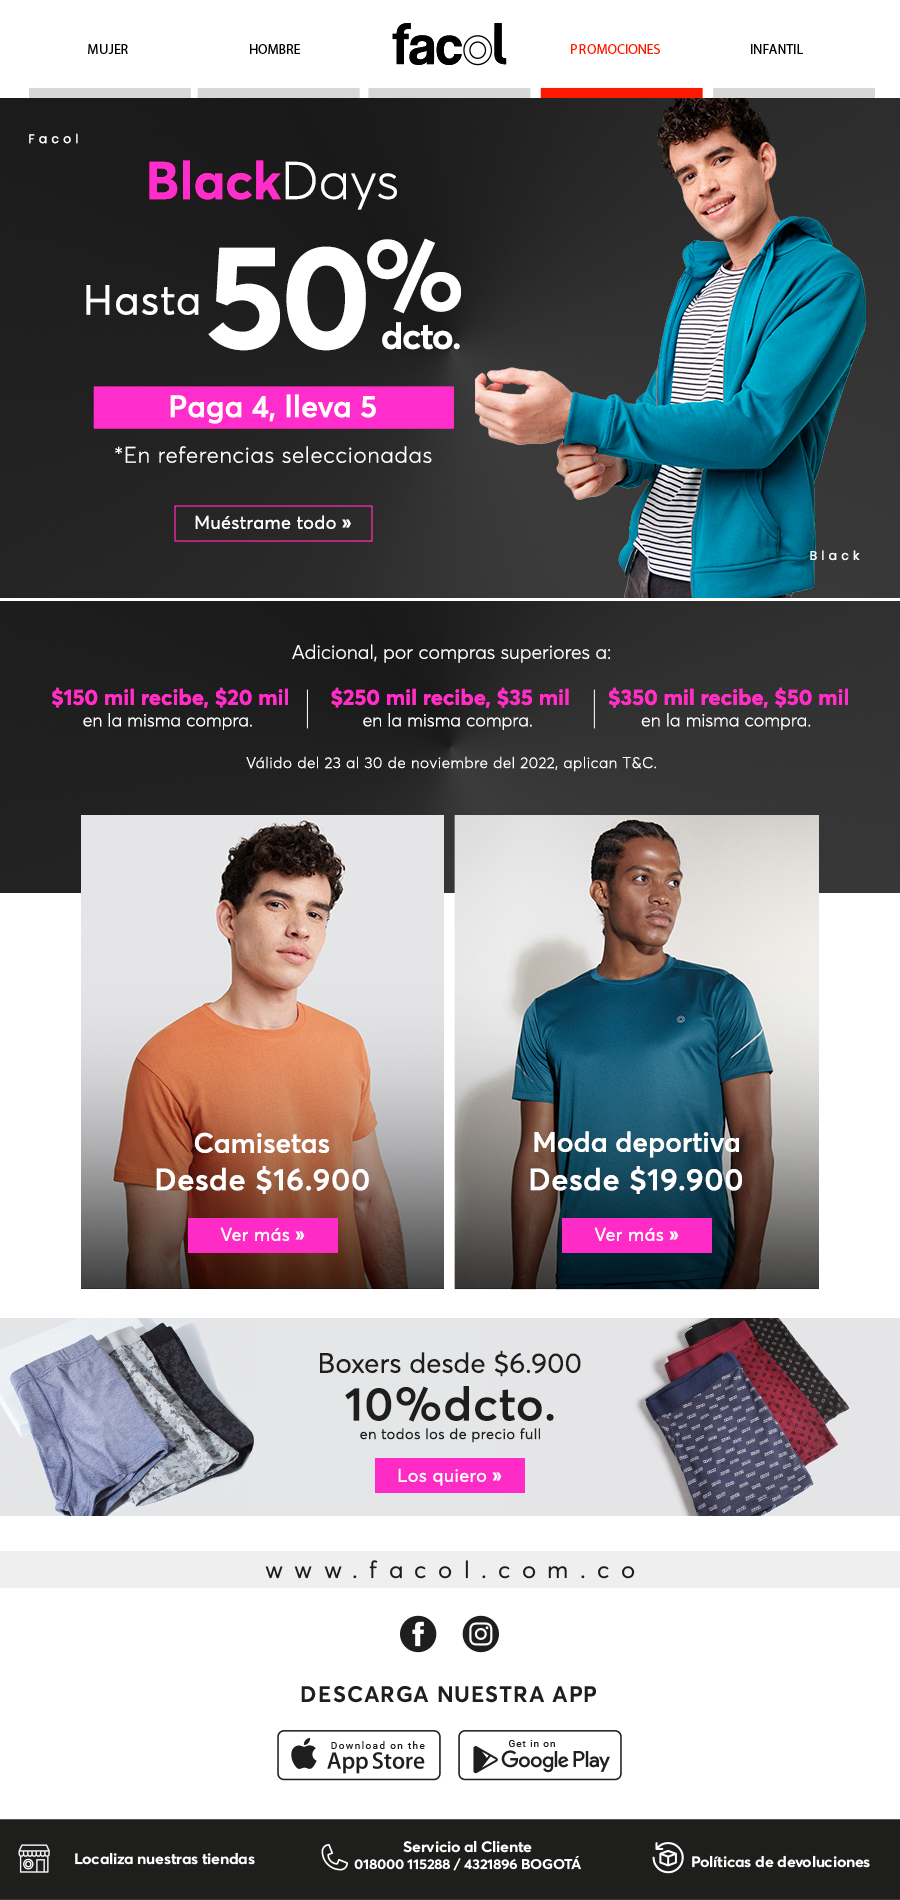 MUJER
HOMBRE
facol
PROMOCIONES
INFANTIL
Facol
BlackDays
Hasta 50% dcto.
Paga 4, lleva 5
*En referencias seleccionadas
Muéstrame todo »
Black
Adicional, por compras superiores a:
$150 mil recibe, $20 mil
en la misma compra.
$250 mil recibe, $35 mil
en la misma compra.
$350 mil recibe, $50 mil
en la misma compra.
Válido del 23 al 30 de noviembre del 2022, aplican T&C.
Camisetas
Desde $16.900
Ver más »
Moda deportiva
Desde $19.900
Ver más »
Boxers desde $6.900
10%dcto.
en todos los de precio full
Los quiero »
www.facol.com.co
DESCARGA NUESTRA APP
Download on the
App Store
Get in on
Google Play
Localiza nuestras tiendas
Servicio al Cliente
018000 115288 / 4321896 BOGOTÁ
Políticas de devoluciones